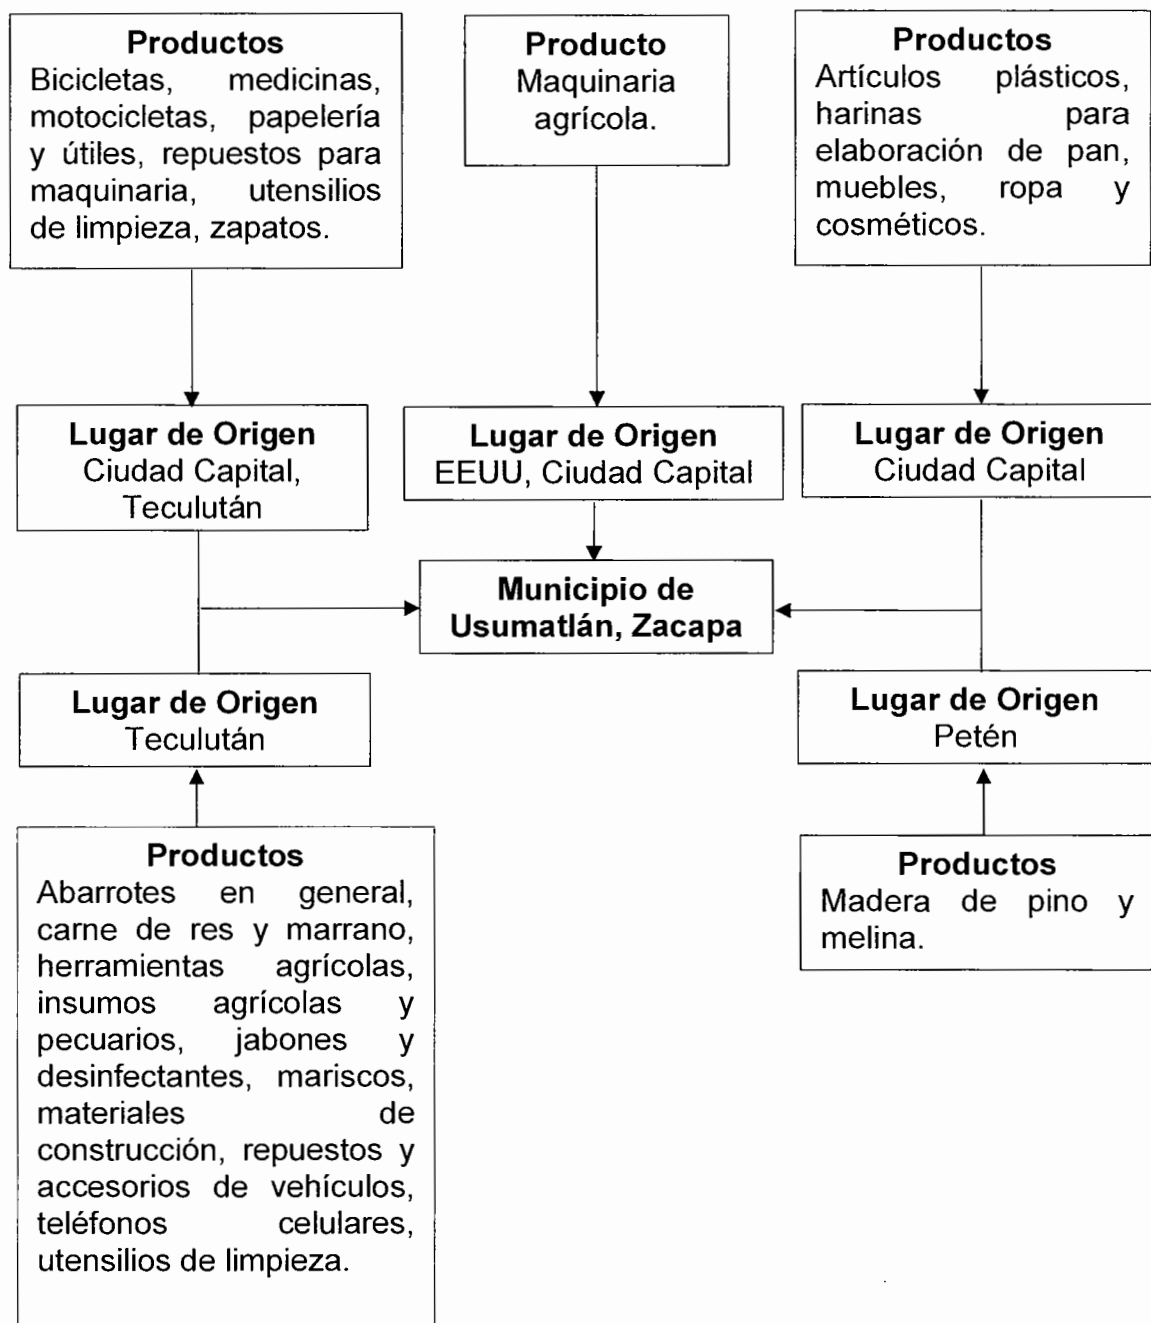 Productos
Bicicletas, medicinas,
motocicletas, papelería
y útiles, repuestos para
maquinaria, utensilios
de limpieza, zapatos.
Producto
Maquinaria
agrícola.
Productos
Artículos plásticos,
harinas para
elaboración de pan,
muebles, ropa y
cosméticos.
Lugar de Origen
Ciudad Capital,
Teculután
Lugar de Origen
EEUU, Ciudad Capital
Lugar de Origen
Ciudad Capital
Municipio de
Usumatlán, Zacapa
Lugar de Origen
Teculután
Lugar de Origen
Petén
Productos
Abarrotes en general,
carne de res y marrano,
herramientas agrícolas,
insumos agrícolas y
pecuarios, jabones y
desinfectantes, mariscos,
materiales de
construcción, repuestos y
accesorios de vehículos,
teléfonos celulares,
utensilios de limpieza.
Productos
Madera de pino y
melina.